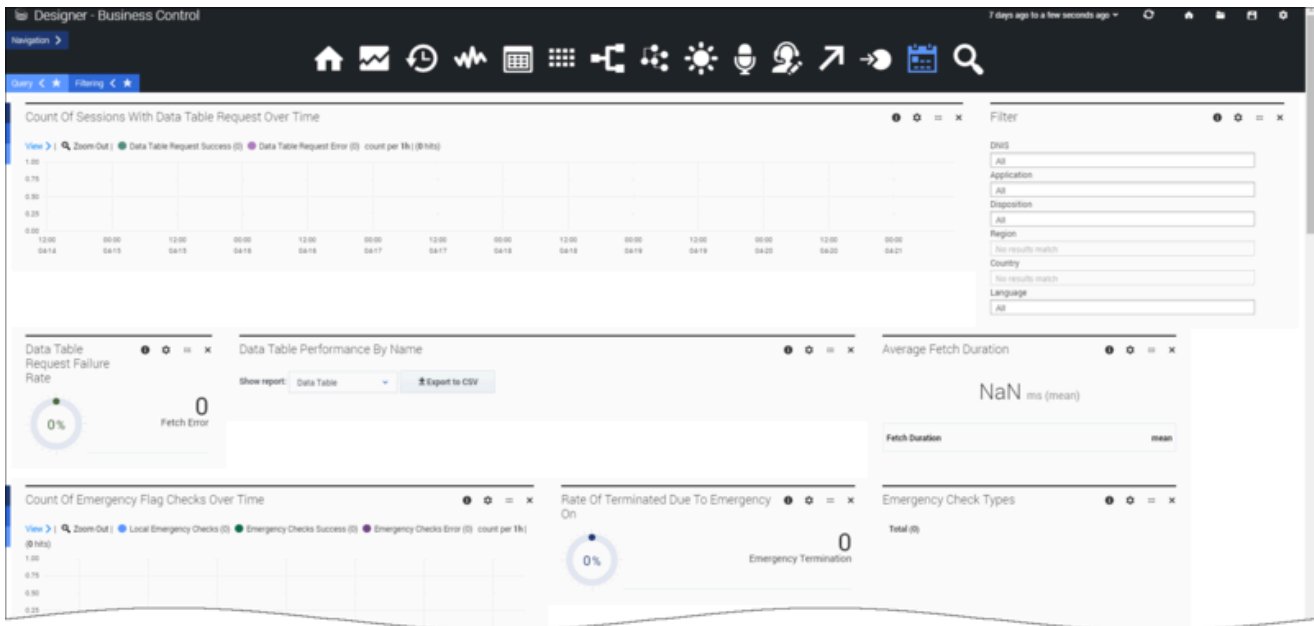 Designer - Business Control
7 days ago to a few seconds ago
Navigation
Query
Filtering
Count Of Sessions With Data Table Request Over Time
View | Zoom Out | Data Table Request Success (0) Data Table Request Error (0) count per 1h | (0 hits)
1.00
0.75
0.50
0.25
0.00
12:00 00:00 12:00 00:00 12:00 00:00 12:00 00:00 12:00 00:00 12:00 00:00 12:00 00:00
04-14 04-15 04-15 04-16 04-16 04-17 04-17 04-18 04-18 04-19 04-19 04-20 04-20 04-21
Filter
DNIS
All
Application
All
Disposition
All
Region
No results match
Country
No results match
Language
All
Data Table
Request Failure
Rate
0%
0
Fetch Error
Data Table Performance By Name
Show report: Data Table Export to CSV
Average Fetch Duration
NaN ms (mean)
Fetch Duration mean
Count Of Emergency Flag Checks Over Time
View | Zoom Out | Local Emergency Checks (0) Emergency Checks Success (0) Emergency Checks Error (0) count per 1h |
(0 hits)
1.00
0.75
0.50
0.25
Rate Of Terminated Due To Emergency
On
0%
0
Emergency Termination
Emergency Check Types
Total (0)